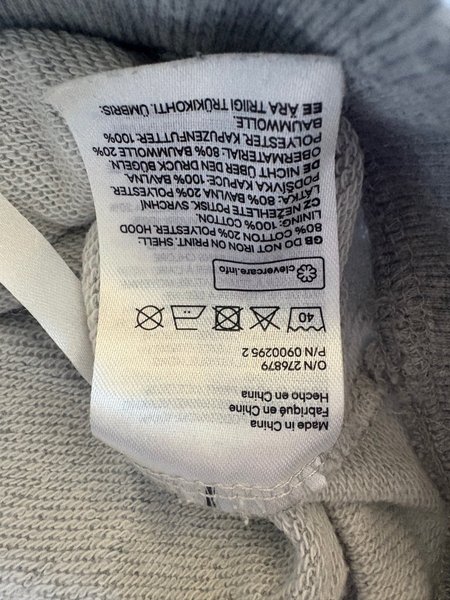 Made in China
Fabriqué en Chine
Hecho en China
O/N 276879
P/N 0900295 2
40
clevercare.info
GB DO NOT IRON ON PRINT. SHELL:
80% COTTON 20% POLYESTER HOOD
LINING: 100% COTTON.
CZ NEZEHLETE POTISK SVRCHNÍ
LÁTKA: 80% BAVLNA 20% POLYESTER
PODŠÍVKA KAPUCE: 100% BAVLNA
DE NICHT ÜBER DEN DRUCK BÜGELN.
OBERMATERIAL: 80% BAUMWOLLE 20%
POLYESTER KAPUZENFUTTER: 100%
BAUMWOLLE.
EE ÄRA TRIIGI TRÜKIKOHTI. ÜMBRIS: